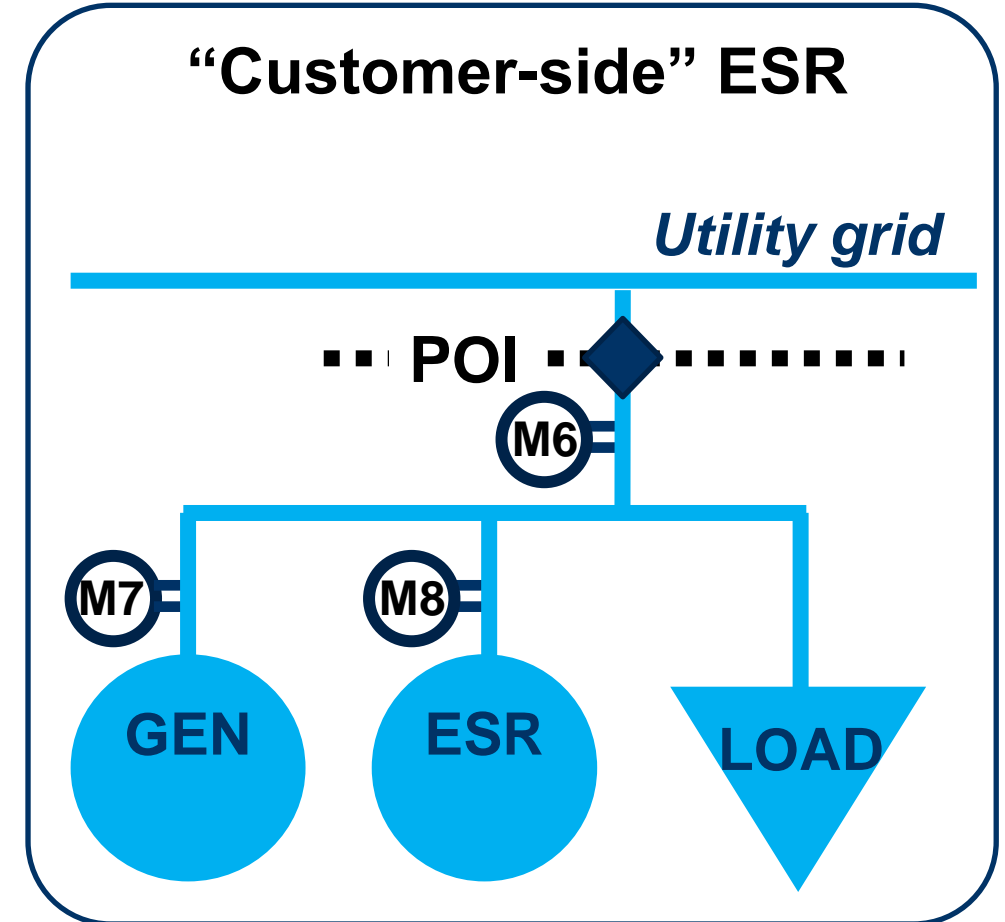 “Customer-side” ESR
Utility grid
POI
M6
M7
M8
GEN
ESR
LOAD